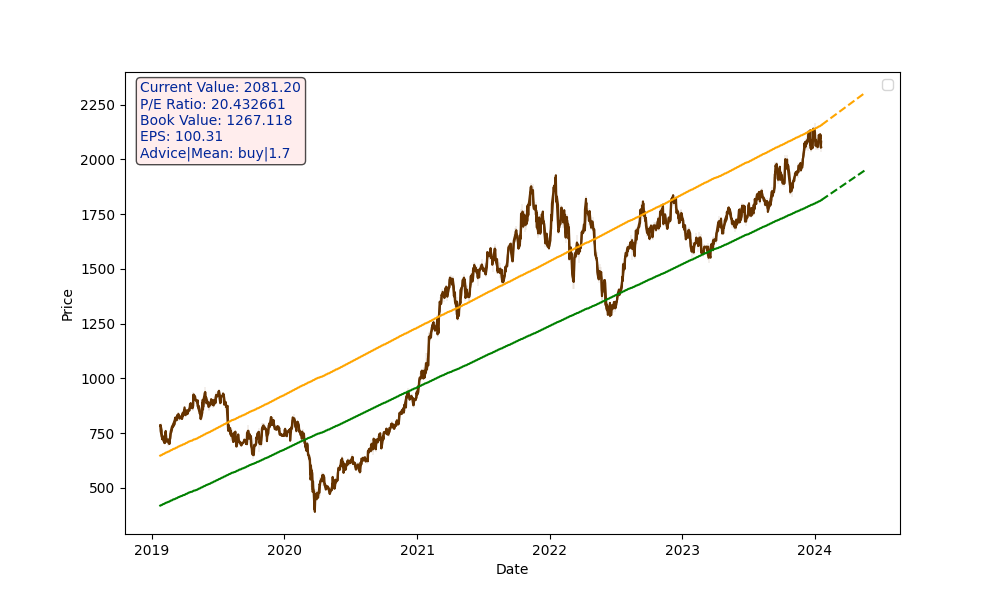 Current Value: 2081.20
P/E Ratio: 20.432661
Book Value: 1267.118
EPS: 100.31
Advice|Mean: buy|1.7
2250
2000
1750
1500
1250
1000
750
500
Price
2019 2020 2021 2022 2023 2024
Date